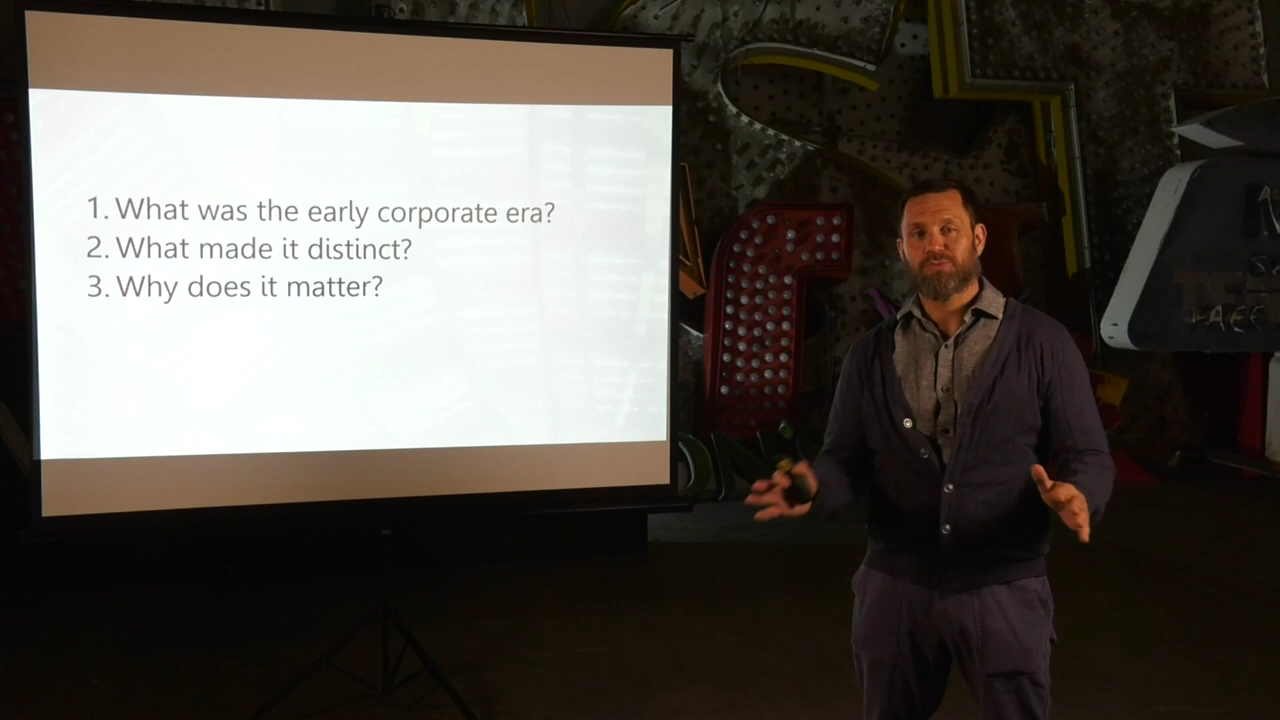 1. What was the early corporate era?
2. What made it distinct?
3. Why does it matter?